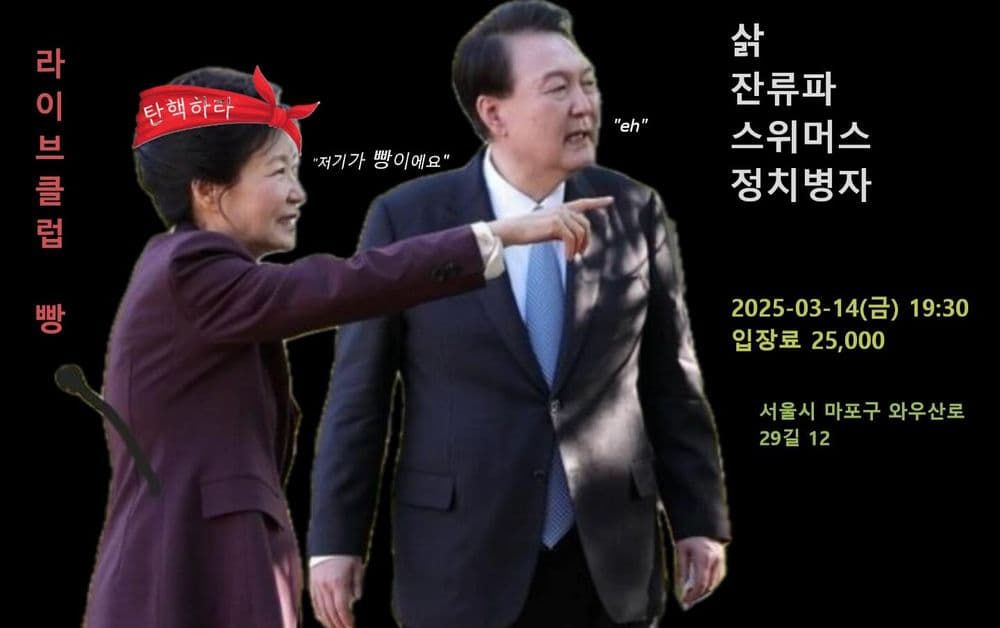 라이브클럽 빵
탄핵하라
"저기가 빵이에요"
"eh"
삵
잔류파
스위머스
정치병자
2025-03-14(금) 19:30
입장료 25,000
서울시 마포구 와우산로
29길 12